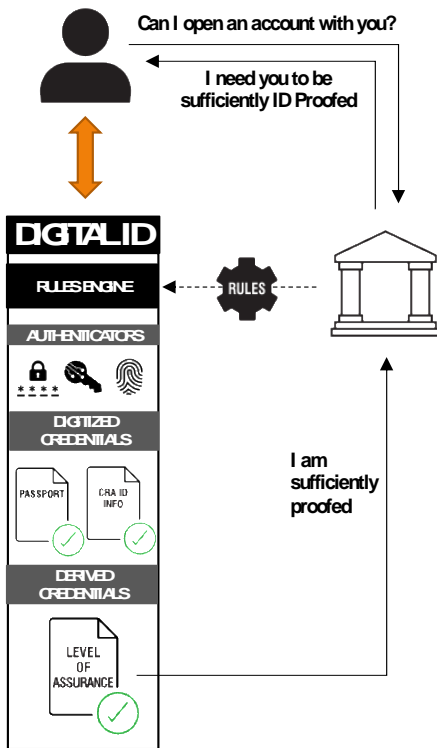 Can I open an account with you?
I need you to be
sufficiently ID Proofed
DIGITAL ID
RULES ENGINE
RULES
AUTHENTICATORS
****
DIGITIZED
CREDENTIALS
PASSPORT
CRA ID
INFO
I am
sufficiently
proofed
DERIVED
CREDENTIALS
LEVEL
OF
ASSURANCE